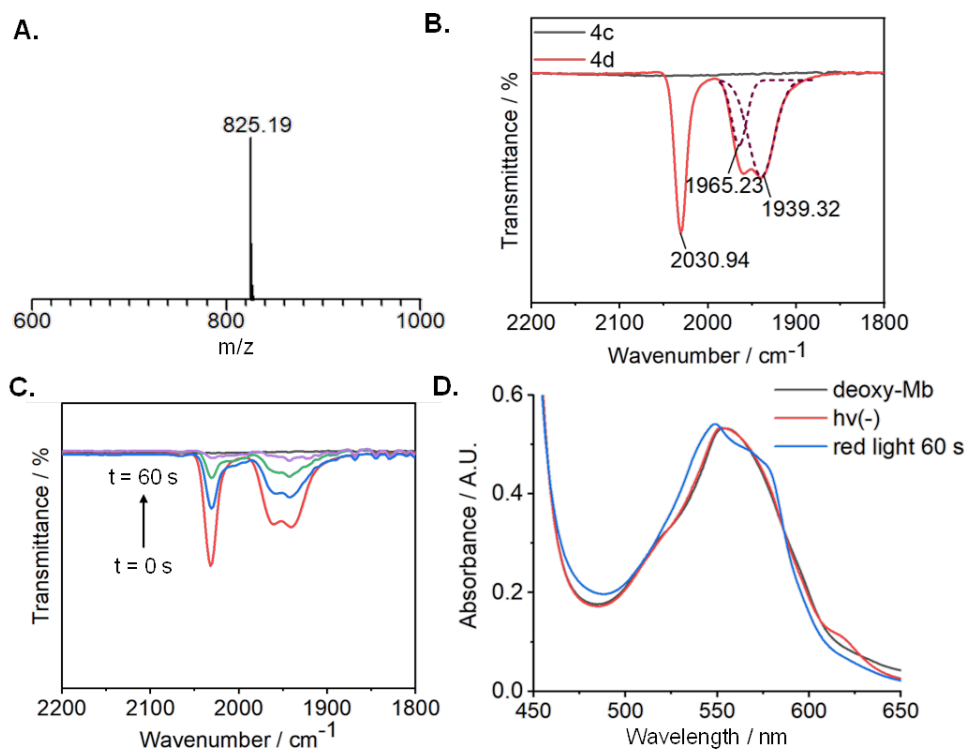 A.
825.19
600
800
1000
m/z
B.
4c
4d
1965.23
1939.32
2030.94
Transmittance / %
2200 2100 2000 1900 1800
Wavenumber / cm-1
C.
t = 60 s
t = 0 s
Transmittance / %
2200 2100 2000 1900 1800
Wavenumber / cm-1
D.
deoxy-Mb
hv(-)
red light 60 s
0.6
0.4
0.2
0.0
Absorbance / A.U.
450 500 550 600 650
Wavelength / nm